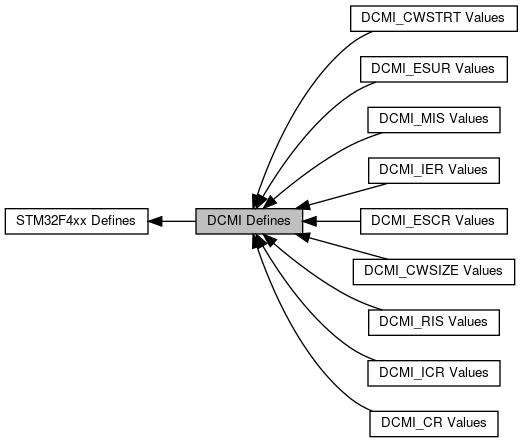 DCMI_CWSTRT Values
DCMI_ESUR Values
DCMI_MIS Values
DCMI_IER Values
STM32F4xx Defines
DCMI Defines
DCMI_ESCR Values
DCMI_CWSIZE Values
DCMI_RIS Values
DCMI_ICR Values
DCMI_CR Values